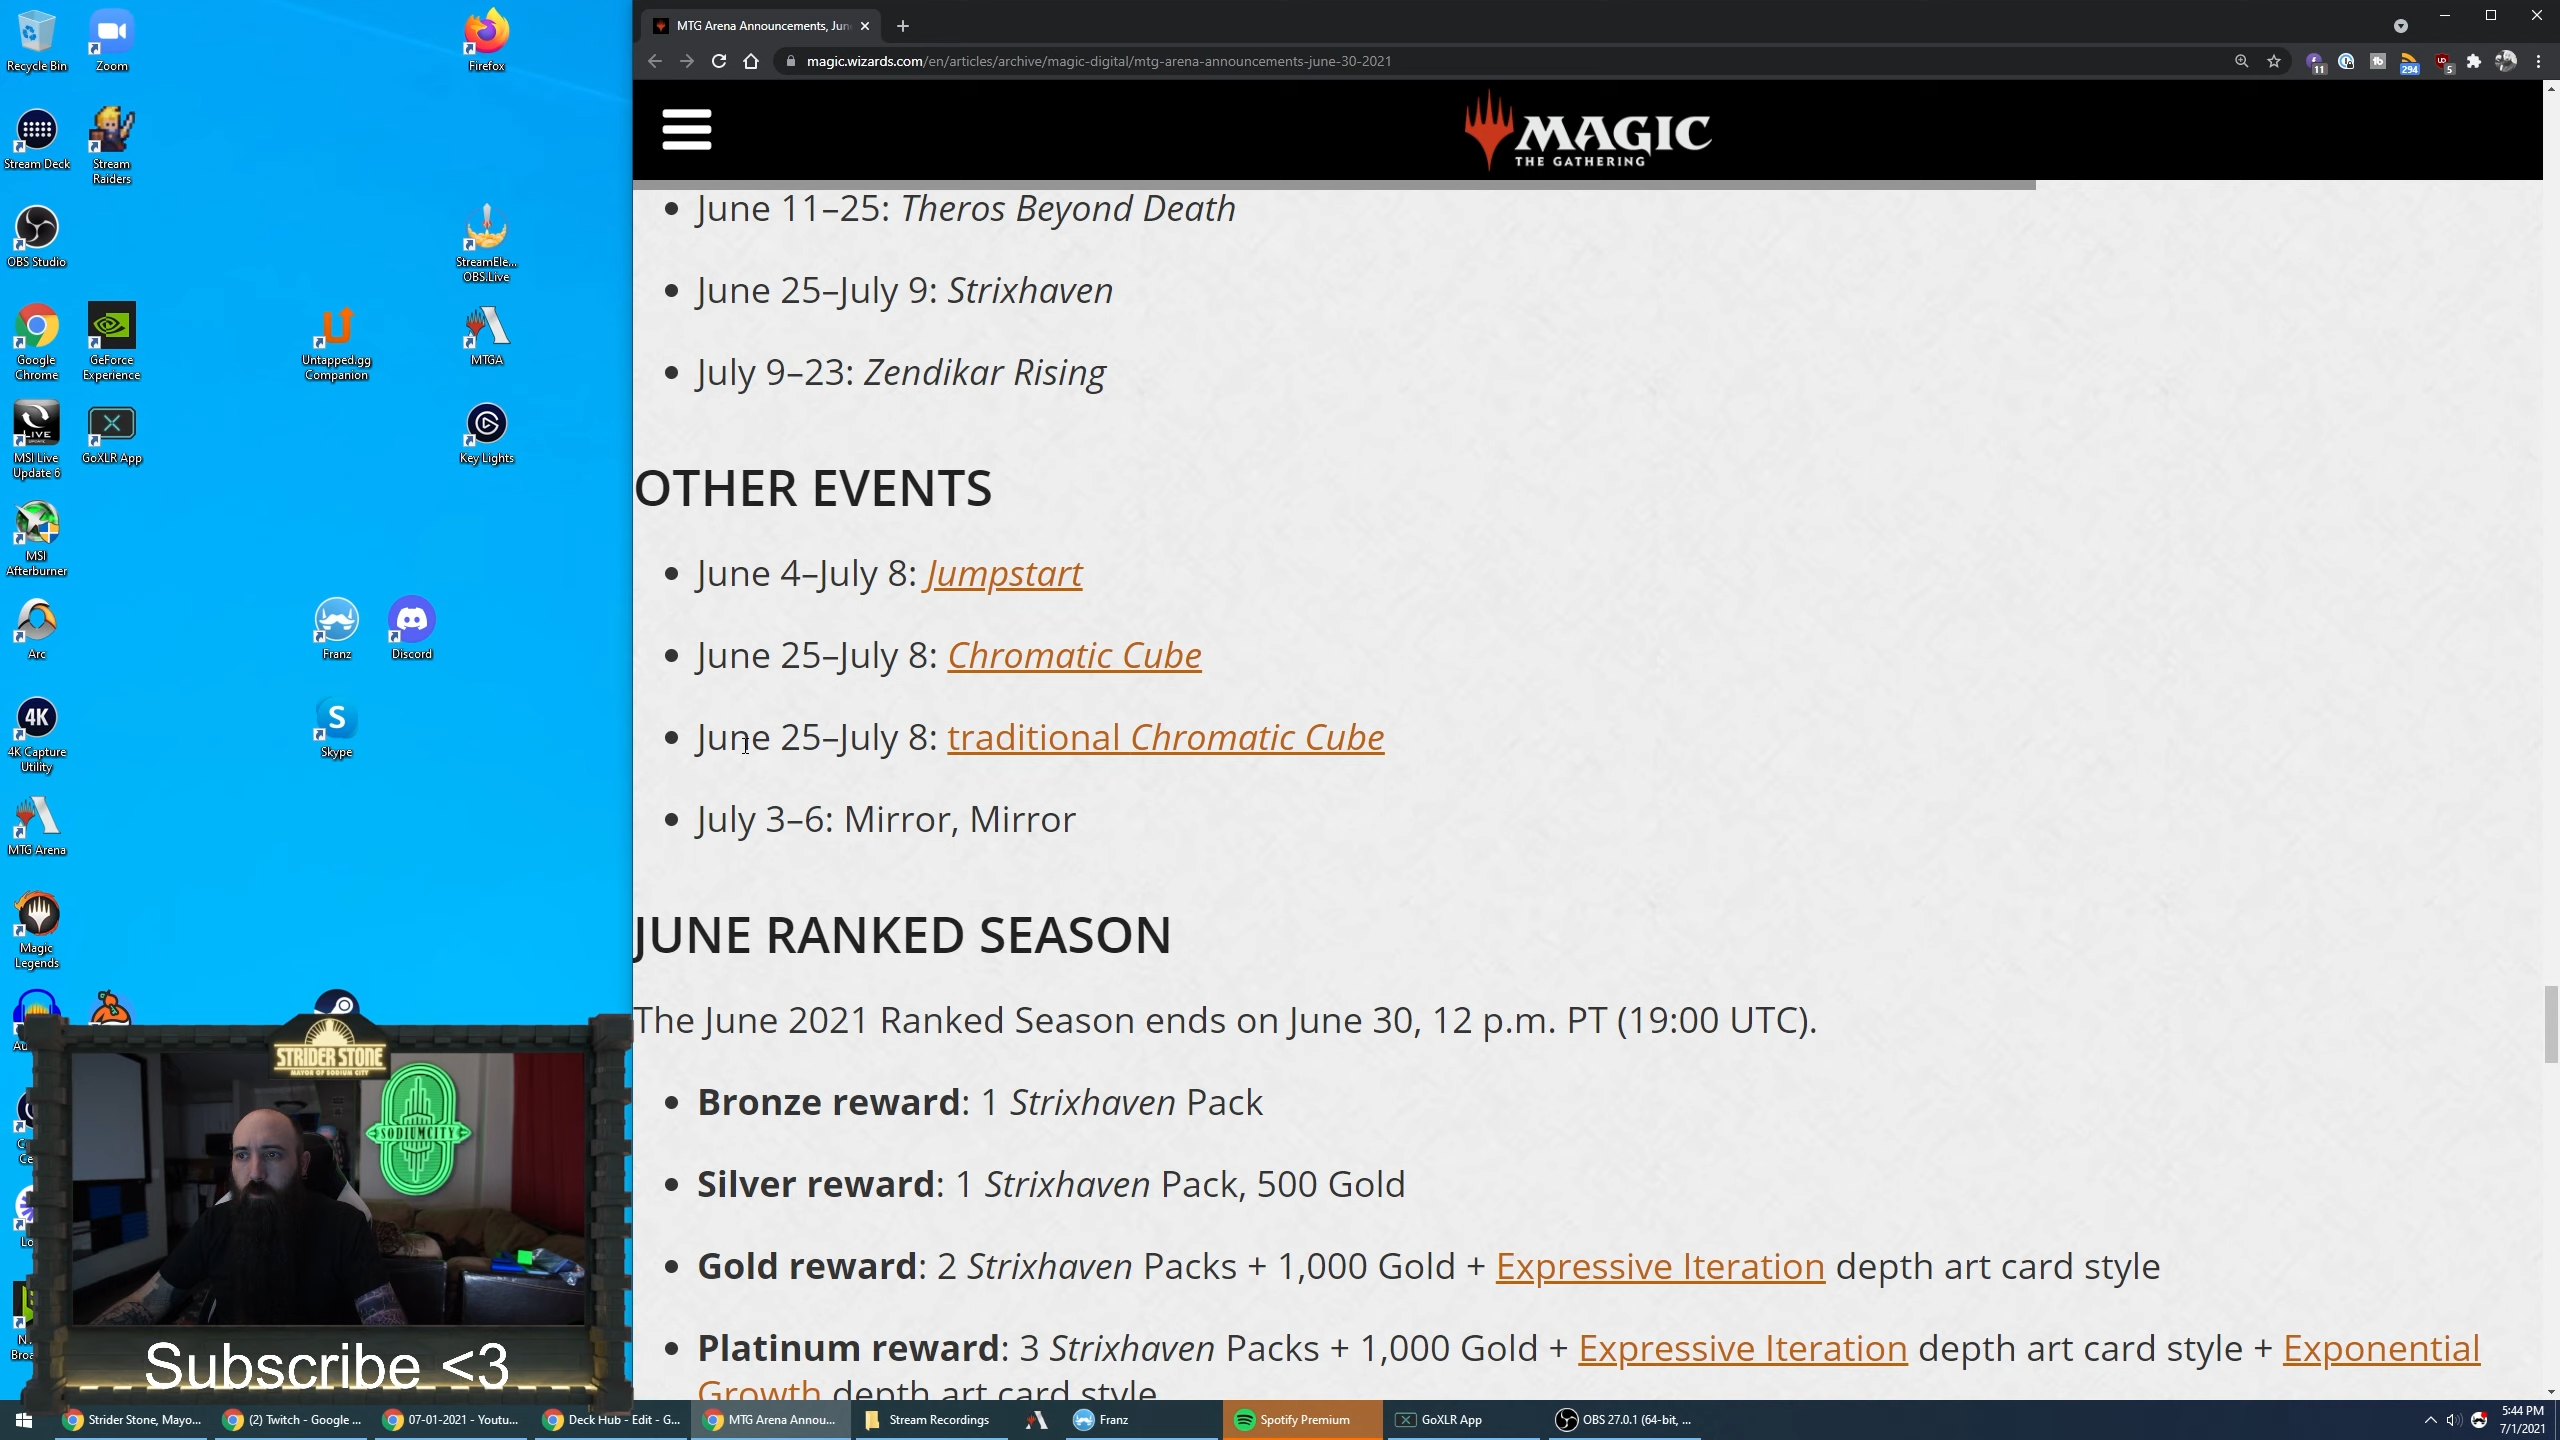 MTG Arena Announcements, Jun
magic.wizards.com/en/articles/archive/magic-digital/mtg-arena-announcements-june-30-2021
11
294
5
MAGIC
THE GATHERING
June 11–25: Theros Beyond Death
June 25–July 9: Strixhaven
July 9–23: Zendikar Rising
OTHER EVENTS
June 4–July 8: Jumpstart
June 25–July 8: Chromatic Cube
June 25–July 8: traditional Chromatic Cube
July 3–6: Mirror, Mirror
JUNE RANKED SEASON
The June 2021 Ranked Season ends on June 30, 12 p.m. PT (19:00 UTC).
Bronze reward: 1 Strixhaven Pack
Silver reward: 1 Strixhaven Pack, 500 Gold
Gold reward: 2 Strixhaven Packs + 1,000 Gold + Expressive Iteration depth art card style
Platinum reward: 3 Strixhaven Packs + 1,000 Gold + Expressive Iteration depth art card style + Exponential
Growth depth art card style
Recycle Bin
Zoom
Firefox
Stream Deck
Stream
Raiders
OBS Studio
StreamEle...
OBS.Live
Google
Chrome
GeForce
Experience
Untapped.gg
Companion
MTGA
LIVE
MSI Live
Update 6
GoXLR App
Key Lights
MSI
Afterburner
Arc
Franz
Discord
4K
4K Capture
Utility
Skype
MTG Arena
Magic
Legends
STRIDER STONE
MAYOR OF SODIUM CITY
SODIUMCITY
Subscribe <3
Strider Stone, Mayo...
(2) Twitch - Google ...
07-01-2021 - Youtu...
Deck Hub - Edit - G...
MTG Arena Annou...
Stream Recordings
Franz
Spotify Premium
GoXLR App
OBS 27.0.1 (64-bit, ...
5:44 PM
7/1/2021